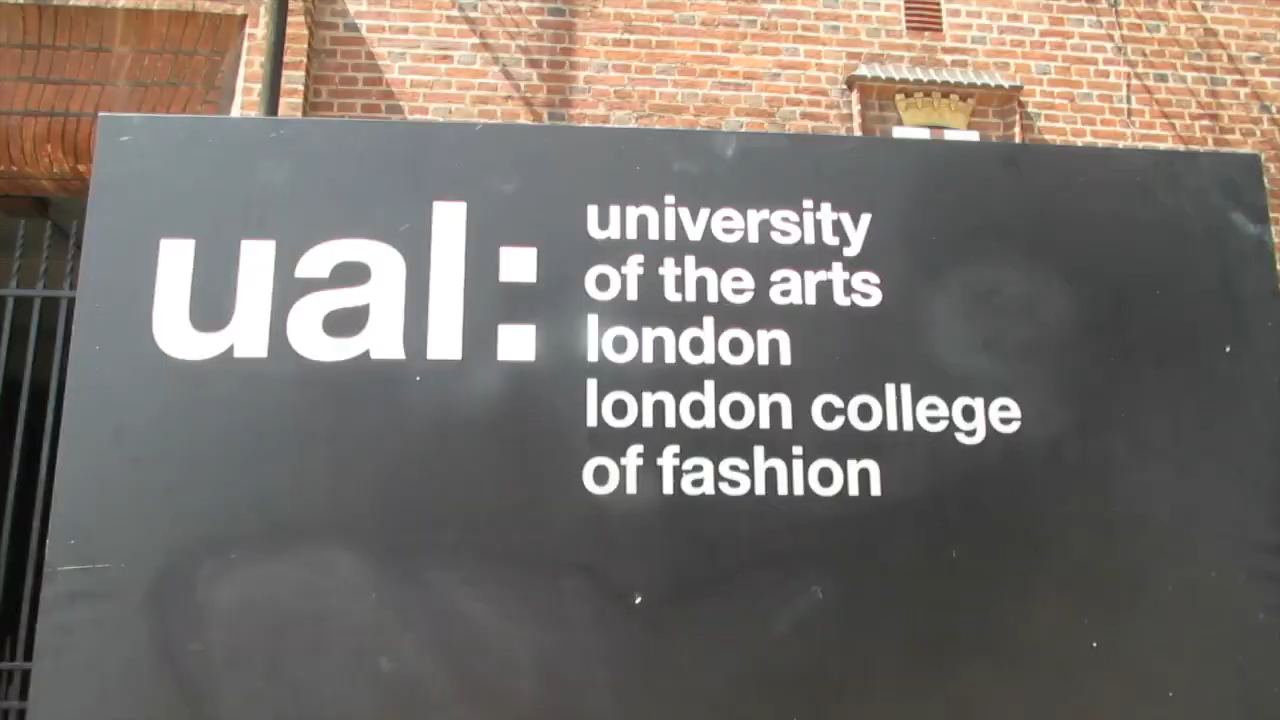 ual:
university
of the arts
london
london college
of fashion